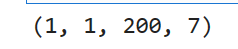 (1, 1, 200, 7)